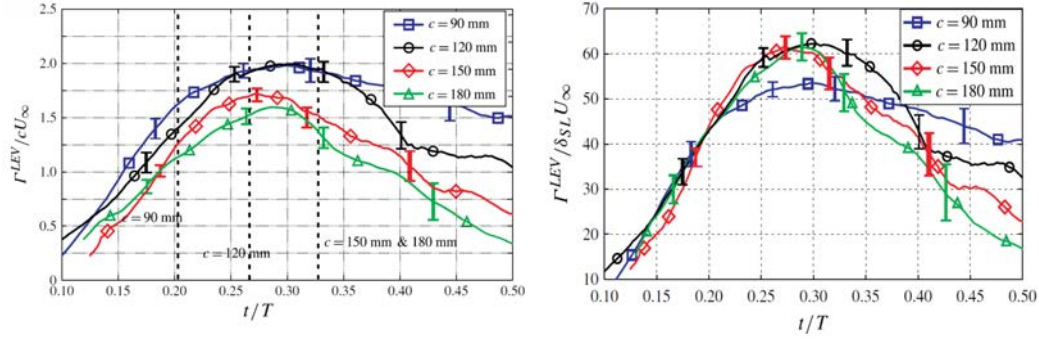 2.5
2.0
1.5
1.0
0.5
0
Γ^LEV/cU∞
c = 90 mm
c = 120 mm
c = 150 mm
c = 180 mm
c = 90 mm
c = 120 mm
c = 150 mm & 180 mm
0.10 0.15 0.20 0.25 0.30 0.35 0.40 0.45 0.50
t/T
70
60
50
40
30
20
10
Γ^LEV/δ_SL U∞
c = 90 mm
c = 120 mm
c = 150 mm
c = 180 mm
0.10 0.15 0.20 0.25 0.30 0.35 0.40 0.45 0.50
t/T